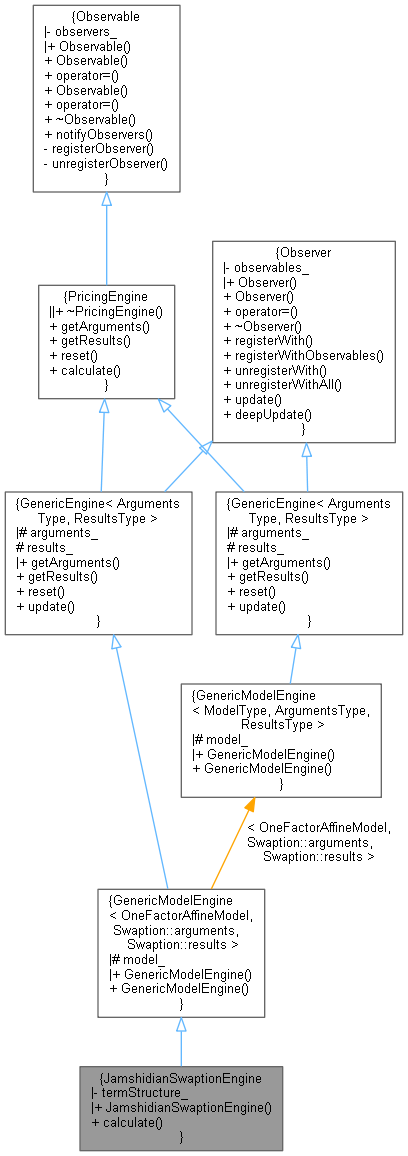 {Observable
|- observers_
|+ Observable()
+ Observable()
+ operator=()
+ Observable()
+ operator=()
+ ~Observable()
+ notifyObservers()
- registerObserver()
- unregisterObserver()
}
{Observer
|- observables_
|+ Observer()
+ Observer()
+ operator=()
+ ~Observer()
+ registerWith()
+ registerWithObservables()
+ unregisterWith()
+ unregisterWithAll()
+ update()
+ deepUpdate()
}
{PricingEngine
||+ ~PricingEngine()
+ getArguments()
+ getResults()
+ reset()
+ calculate()
}
{GenericEngine< Arguments
Type, ResultsType >
|# arguments_
# results_
|+ getArguments()
+ getResults()
+ reset()
+ update()
}
{GenericEngine< Arguments
Type, ResultsType >
|# arguments_
# results_
|+ getArguments()
+ getResults()
+ reset()
+ update()
}
{GenericModelEngine
< ModelType, ArgumentsType,
ResultsType >
|# model_
|+ GenericModelEngine()
+ GenericModelEngine()
}
< OneFactorAffineModel,
Swaption::arguments,
Swaption::results >
{GenericModelEngine
< OneFactorAffineModel,
Swaption::arguments,
Swaption::results >
|# model_
|+ GenericModelEngine()
+ GenericModelEngine()
}
{JamshidianSwaptionEngine
|- termStructure_
|+ JamshidianSwaptionEngine()
+ calculate()
}